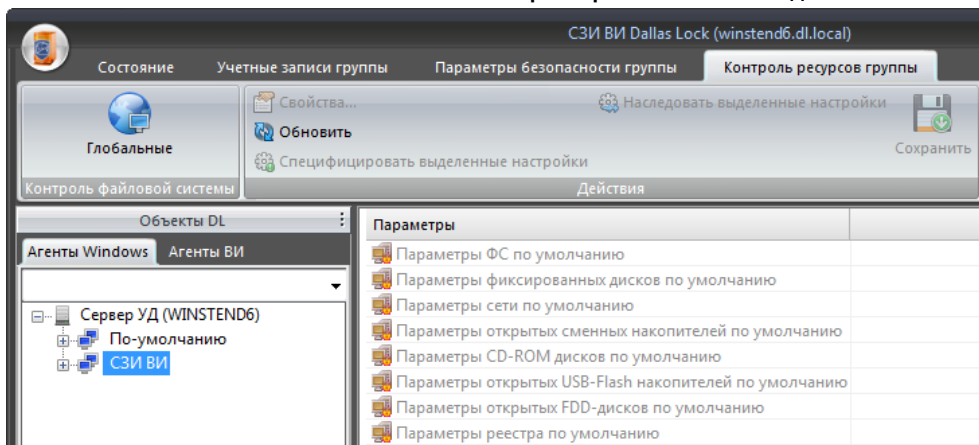 СЗИ ВИ Dallas Lock (winstend6.dl.local)
Состояние Учетные записи группы Параметры безопасности группы Контроль ресурсов группы
Свойства... Наследовать выделенные настройки
Обновить
Глобальные
Специфицировать выделенные настройки
Сохранить
Контроль файловой системы Действия
Объекты DL
Агенты Windows Агенты ВИ
Сервер УД (WINSTEND6)
По-умолчанию
СЗИ ВИ
Параметры
Параметры ФС по умолчанию
Параметры фиксированных дисков по умолчанию
Параметры сети по умолчанию
Параметры открытых сменных накопителей по умолчанию
Параметры CD-ROM дисков по умолчанию
Параметры открытых USB-Flash накопителей по умолчанию
Параметры открытых FDD-дисков по умолчанию
Параметры реестра по умолчанию